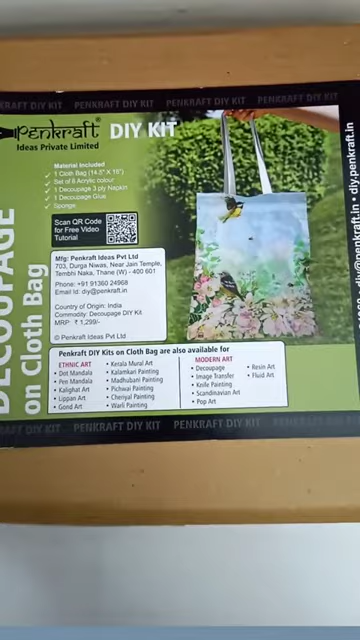 PENKRAFT DIY KIT PENKRAFT DIY KIT PENKRAFT DIY KIT
Penkraft® DIY KIT
Ideas Private Limited
Material Included
✓ 1 Cloth Bag (14.5" X 16")
✓ Set of 6 Acrylic colour
✓ 1 Decoupage 3 ply Napkin
✓ 1 Decoupage Glue
✓ Sponge
Scan QR Code
for Free Video
Tutorial
Mfg: Penkraft Ideas Pvt Ltd
703, Durga Niwas, Near Jain Temple,
Tembhi Naka, Thane (W) - 400 601
Phone: +91 91360 24968
Email Id: diy@penkraft.in
Country of Origin: India
Commodity: Decoupage DIY Kit
MRP: ₹ 1,299/-
© Penkraft Ideas Pvt Ltd
DECOUPAGE
on Cloth Bag
Penkraft DIY Kits on Cloth Bag are also available for
ETHNIC ART
• Dot Mandala
• Pen Mandala
• Kalighat Art
• Lippan Art
• Gond Art
• Kerala Mural Art
• Kalamkari Painting
• Madhubani Painting
• Pichwai Painting
• Cheriyal Painting
• Warli Painting
MODERN ART
• Decoupage
• Image Transfer
• Knife Painting
• Scandinavian Art
• Pop Art
• Resin Art
• Fluid Art
diy@penkraft.in • diy.penkraft.in
PENKRAFT DIY KIT PENKRAFT DIY KIT